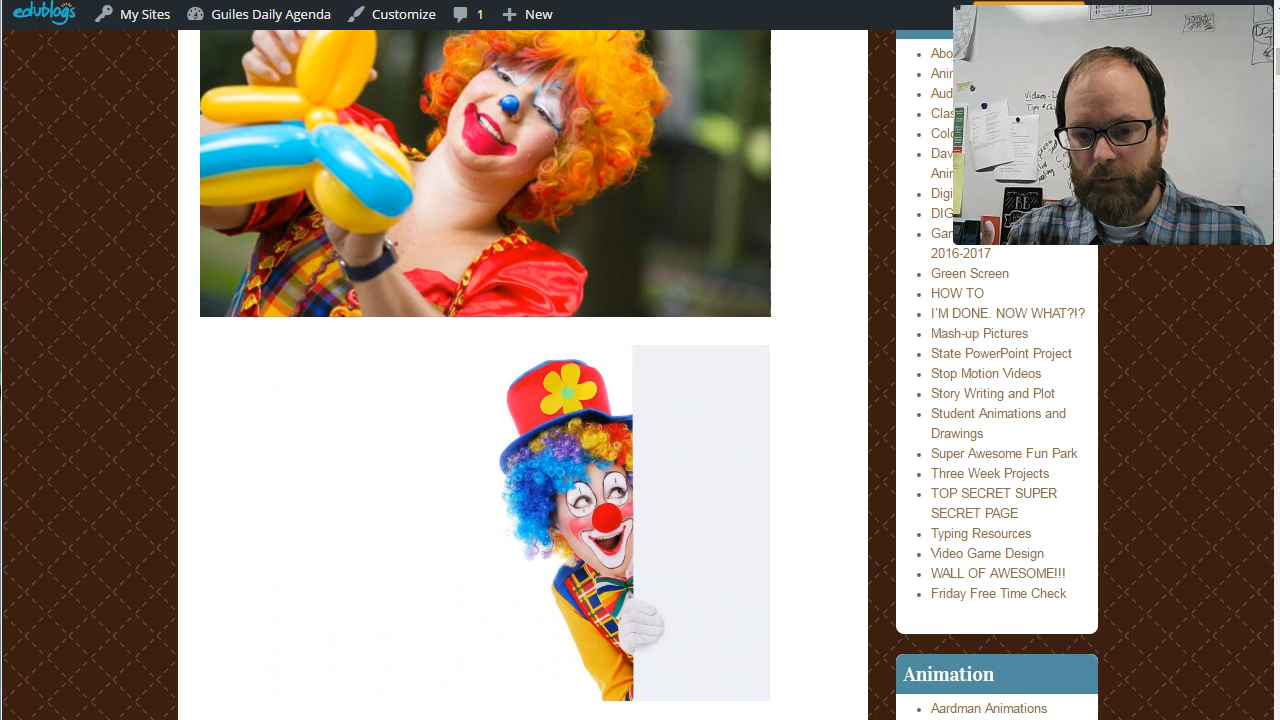 edublogs My Sites Guiles Daily Agenda Customize 1 New
Green Screen
2016-2017
HOW TO
I'M DONE. NOW WHAT?!?
Mash-up Pictures
State PowerPoint Project
Stop Motion Videos
Story Writing and Plot
Student Animations and
Drawings
Super Awesome Fun Park
Three Week Projects
TOP SECRET SUPER
SECRET PAGE
Typing Resources
Video Game Design
WALL OF AWESOME!!!
Friday Free Time Check
Animation
Aardman Animations